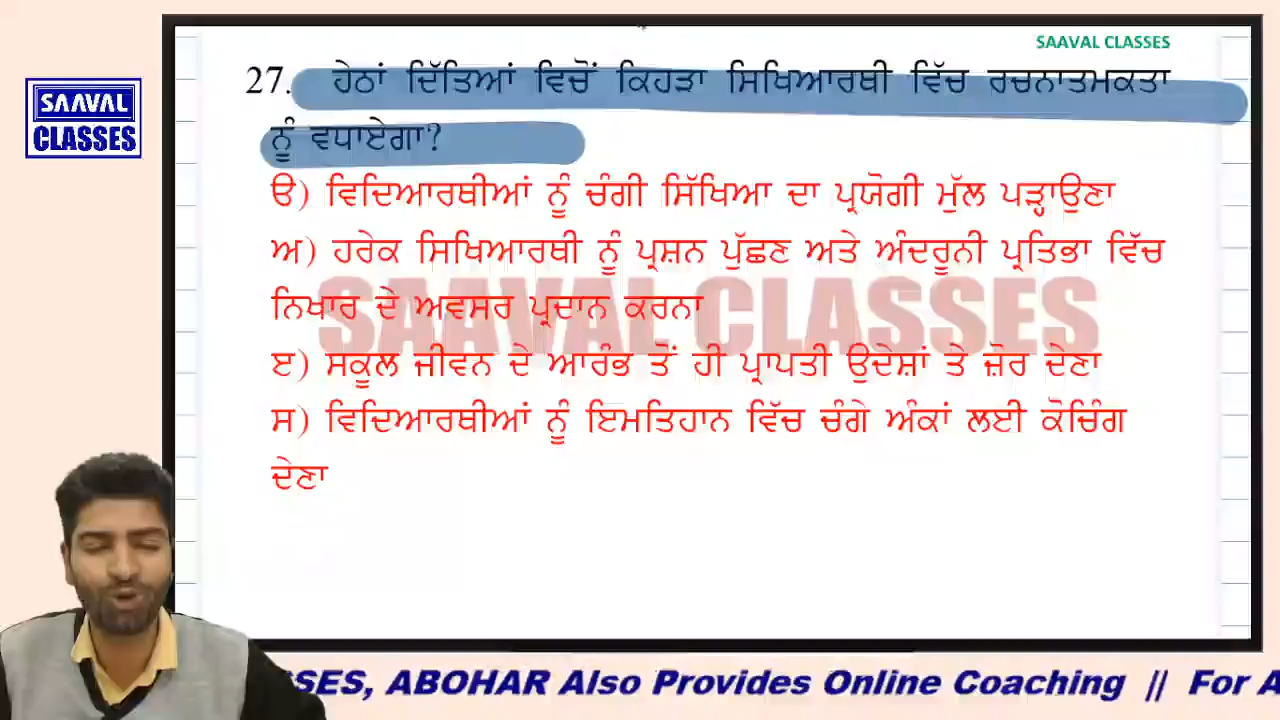 SAAVAL CLASSES
SAAVAL
CLASSES
27. ਹੇਠਾਂ ਦਿੱਤਿਆਂ ਵਿਚੋਂ ਕਿਹੜਾ ਸਿਖਿਆਰਥੀ ਵਿੱਚ ਰਚਨਾਤਮਕਤਾ
ਨੂੰ ਵਧਾਏਗਾ?
ੳ) ਵਿਦਿਆਰਥੀਆਂ ਨੂੰ ਚੰਗੀ ਸਿੱਖਿਆ ਦਾ ਪ੍ਰਯੋਗੀ ਮੁੱਲ ਪੜ੍ਹਾਉਣਾ
ਅ) ਹਰੇਕ ਸਿਖਿਆਰਥੀ ਨੂੰ ਪ੍ਰਸ਼ਨ ਪੁੱਛਣ ਅਤੇ ਅੰਦਰੂਨੀ ਪ੍ਰਤਿਭਾ ਵਿੱਚ
ਨਿਖਾਰ ਦੇ ਅਵਸਰ ਪ੍ਰਦਾਨ ਕਰਨਾ
SAAVAL CLASSES
ੲ) ਸਕੂਲ ਜੀਵਨ ਦੇ ਆਰੰਭ ਤੋਂ ਹੀ ਪ੍ਰਾਪਤੀ ਉਦੇਸ਼ਾਂ ਤੇ ਜ਼ੋਰ ਦੇਣਾ
ਸ) ਵਿਦਿਆਰਥੀਆਂ ਨੂੰ ਇਮਤਿਹਾਨ ਵਿੱਚ ਚੰਗੇ ਅੰਕਾਂ ਲਈ ਕੋਚਿੰਗ
ਦੇਣਾ
SSES, ABOHAR Also Provides Online Coaching || For A